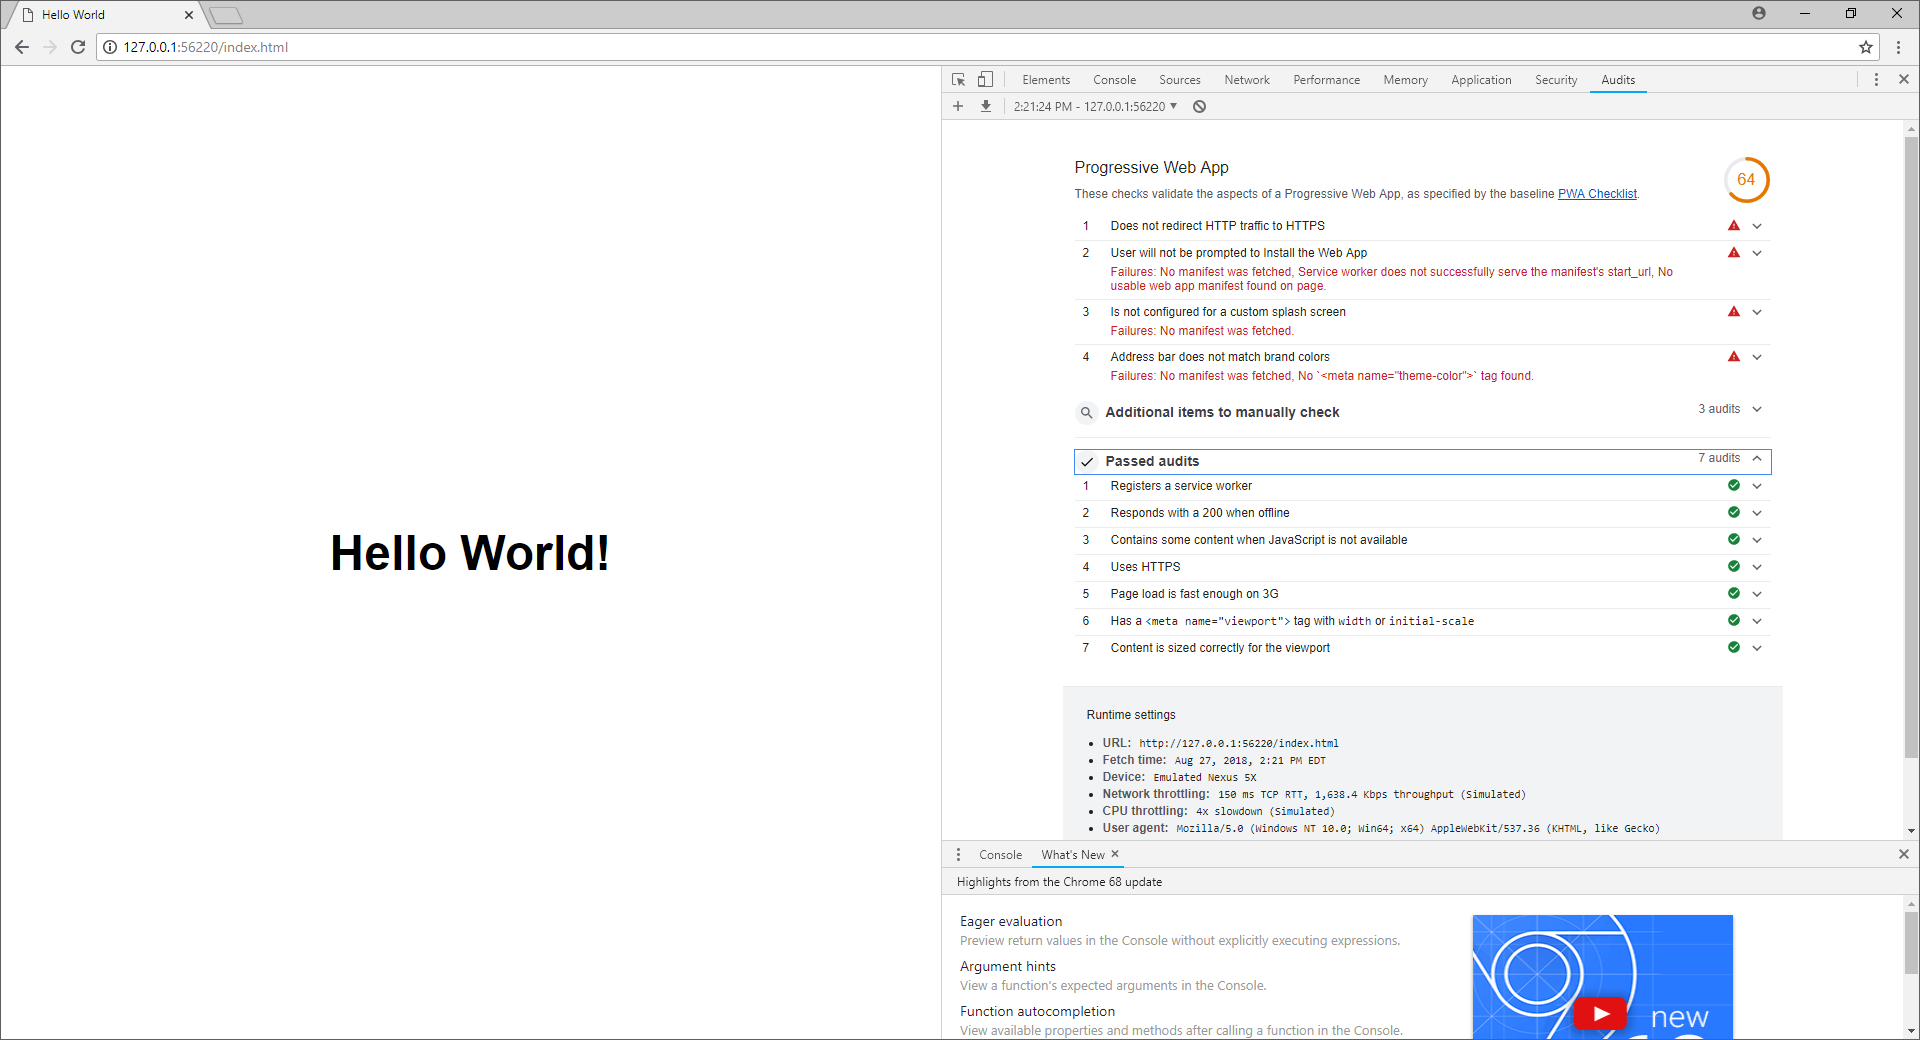 Hello World
127.0.0.1:56220/index.html
Hello World!
Elements Console Sources Network Performance Memory Application Security Audits
2:21:24 PM - 127.0.0.1:56220
Progressive Web App
64
These checks validate the aspects of a Progressive Web App, as specified by the baseline PWA Checklist.
1 Does not redirect HTTP traffic to HTTPS
2 User will not be prompted to Install the Web App
Failures: No manifest was fetched, Service worker does not successfully serve the manifest's start_url, No
usable web app manifest found on page.
3 Is not configured for a custom splash screen
Failures: No manifest was fetched.
4 Address bar does not match brand colors
Failures: No manifest was fetched, No `<meta name="theme-color">` tag found.
Additional items to manually check 3 audits
Passed audits 7 audits
1 Registers a service worker
2 Responds with a 200 when offline
3 Contains some content when JavaScript is not available
4 Uses HTTPS
5 Page load is fast enough on 3G
6 Has a <meta name="viewport"> tag with width or initial-scale
7 Content is sized correctly for the viewport
Runtime settings
• URL: http://127.0.0.1:56220/index.html
• Fetch time: Aug 27, 2018, 2:21 PM EDT
• Device: Emulated Nexus 5X
• Network throttling: 150 ms TCP RTT, 1,638.4 Kbps throughput (Simulated)
• CPU throttling: 4x slowdown (Simulated)
• User agent: Mozilla/5.0 (Windows NT 10.0; Win64; x64) AppleWebKit/537.36 (KHTML, like Gecko)
Console What's New
Highlights from the Chrome 68 update
Eager evaluation
Preview return values in the Console without explicitly executing expressions.
Argument hints
View a function's expected arguments in the Console.
Function autocompletion
View available properties and methods after calling a function in the Console.
new